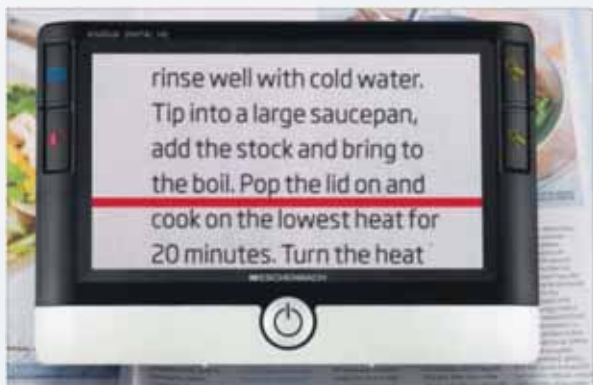 rinse well with cold water.
Tip into a large saucepan,
add the stock and bring to
the boil. Pop the lid on and
cook on the lowest heat for
20 minutes. Turn the heat
ESCHENBACH